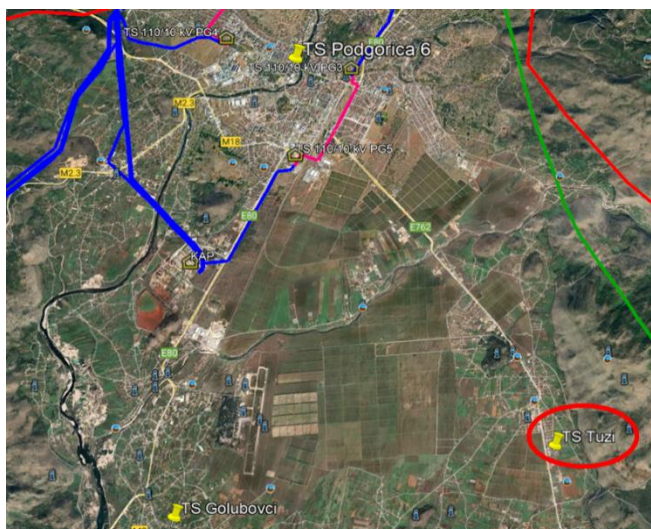 TS 110/10 kV PG4
TS Podgorica 6
TS 110/10 kV PG3
E80
M2.3
M18
TS 110/10 kV PG5
M2.3
E80
E762
KAP
E80
TS Tuzi
TS Golubovci